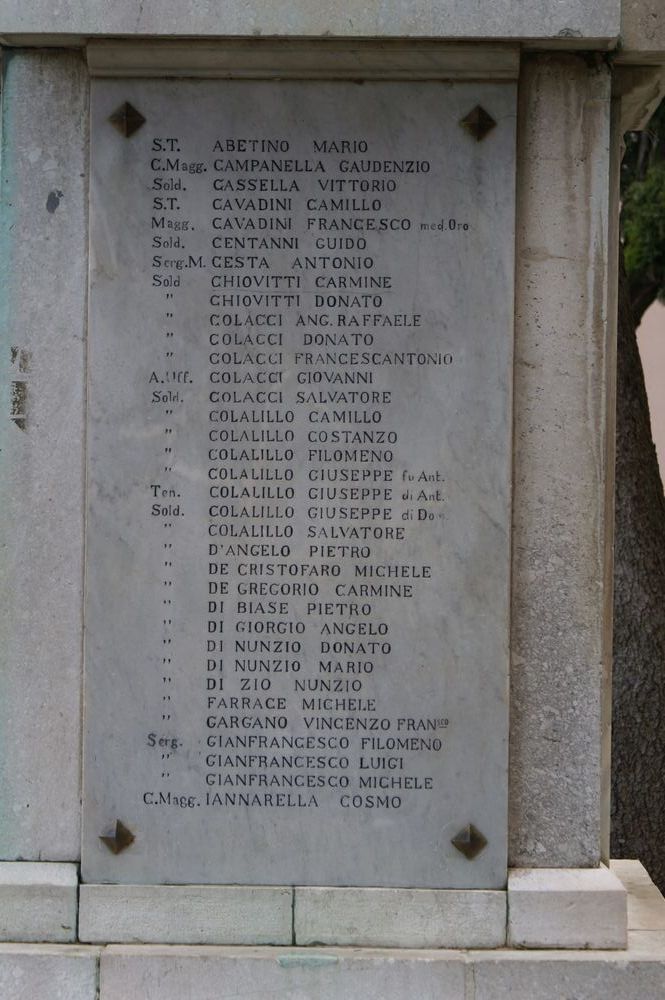 S.T. ABETINO MARIO
C.Magg. CAMPANELLA GAUDENZIO
Sold. CASSELLA VITTORIO
S.T. CAVADINI CAMILLO
Magg. CAVADINI FRANCESCO med.Oro
Sold. CENTANNI GUIDO
Serg.M. CESTA ANTONIO
Sold CHIOVITTI CARMINE
" CHIOVITTI DONATO
" COLACCI ANG. RAFFAELE
" COLACCI DONATO
" COLACCI FRANCESCANTONIO
A.Uff. COLACCI GIOVANNI
Sold. COLACCI SALVATORE
" COLALILLO CAMILLO
" COLALILLO COSTANZO
" COLALILLO FILOMENO
" COLALILLO GIUSEPPE fu Ant.
Ten. COLALILLO GIUSEPPE di Ant.
Sold. COLALILLO GIUSEPPE di
" COLALILLO SALVATORE
" D'ANGELO PIETRO
" DE CRISTOFARO MICHELE
" DE GREGORIO CARMINE
" DI BIASE PIETRO
" DI GIORGIO ANGELO
" DI NUNZIO DONATO
" DI NUNZIO MARIO
" DI ZIO NUNZIO
" FARRACE MICHELE
" GARGANO VINCENZO FRANsco
Serg. GIANFRANCESCO FILOMENO
" GIANFRANCESCO LUIGI
" GIANFRANCESCO MICHELE
C.Magg. IANNARELLA COSMO